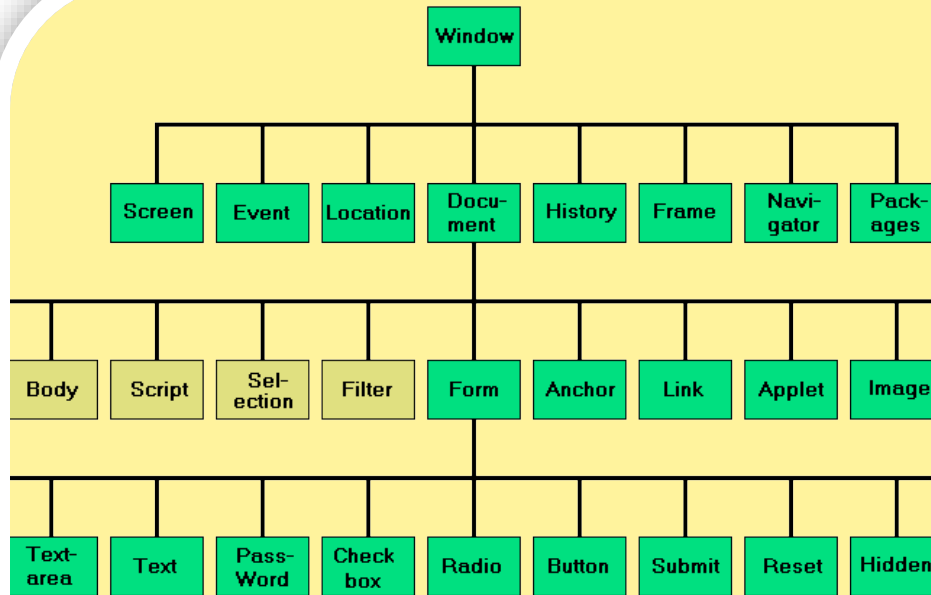 Window
Screen
Event
Location
Docu-
ment
History
Frame
Navi-
gator
Pack-
ages
Body
Script
Sel-
ection
Filter
Form
Anchor
Link
Applet
Image
Text-
area
Text
Pass-
Word
Check
box
Radio
Button
Submit
Reset
Hidden